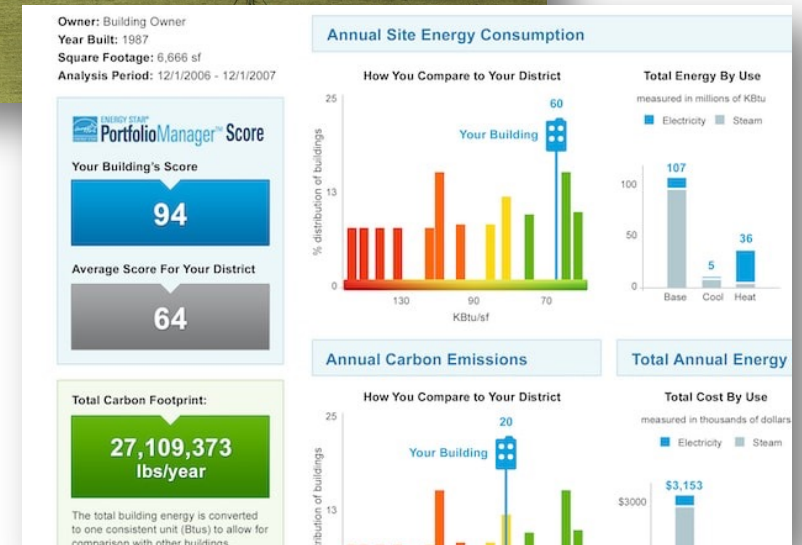 Owner: Building Owner
Year Built: 1987
Square Footage: 6,666 sf
Analysis Period: 12/1/2006 - 12/1/2007
ENERGY STAR®
PortfolioManager™ Score
Your Building's Score
94
Average Score For Your District
64
Total Carbon Footprint:
27,109,373
lbs/year
The total building energy is converted
to one consistent unit (Btus) to allow for
comparison with other buildings
Annual Site Energy Consumption
How You Compare to Your District
25
60
Your Building
% distribution of buildings
13
0
130 90 70
KBtu/sf
Total Energy By Use
measured in millions of KBtu
Electricity Steam
107
100
50
36
5
0
Base Cool Heat
Annual Carbon Emissions
How You Compare to Your District
25
20
Your Building
13
of buildings
Total Annual Energy
Total Cost By Use
measured in thousands of dollars
Electricity Steam
$3,153
$3000